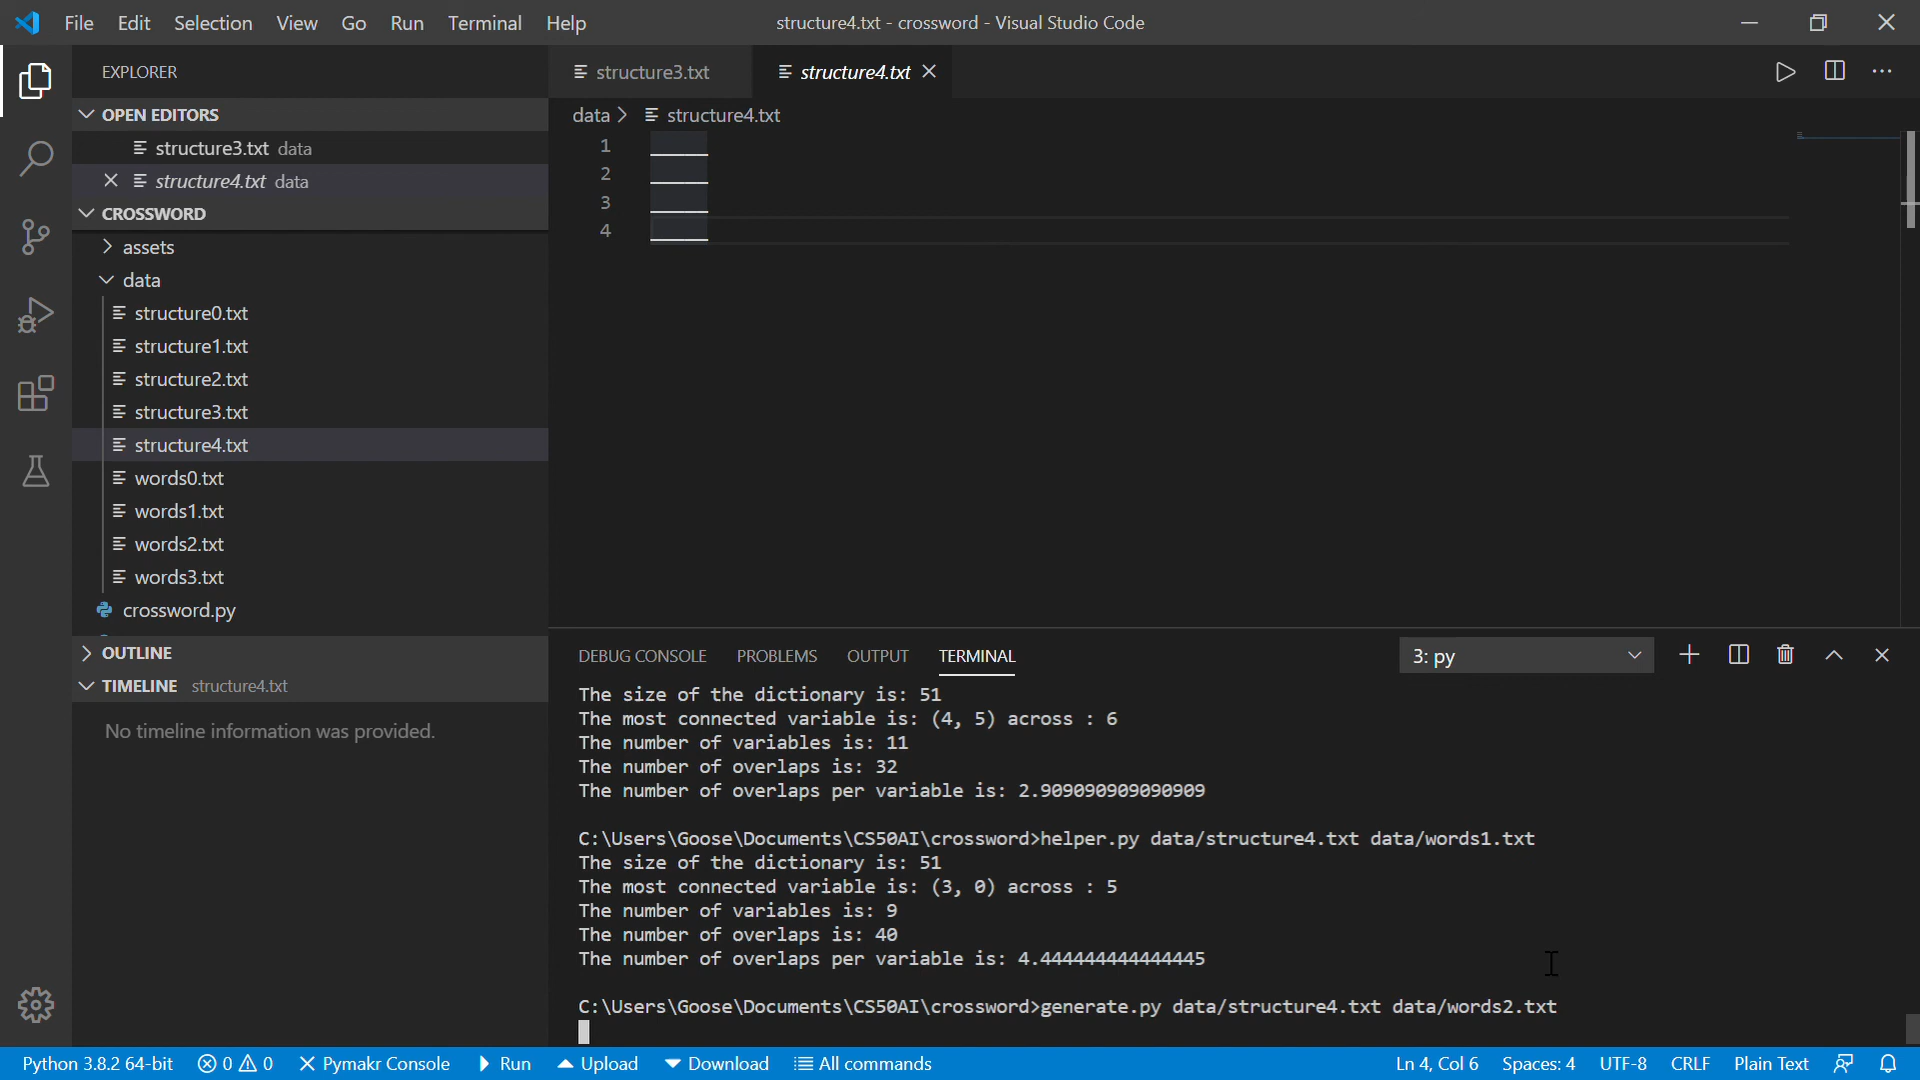 File Edit Selection View Go Run Terminal Help structure4.txt - crossword - Visual Studio Code
EXPLORER
OPEN EDITORS
structure3.txt data
structure4.txt data
CROSSWORD
assets
data
structure0.txt
structure1.txt
structure2.txt
structure3.txt
structure4.txt
words0.txt
words1.txt
words2.txt
words3.txt
crossword.py
OUTLINE
TIMELINE structure4.txt
No timeline information was provided.
structure3.txt structure4.txt
data > structure4.txt
1 _____
2 _____
3 _____
4 _____
DEBUG CONSOLE PROBLEMS OUTPUT TERMINAL 3: py
The size of the dictionary is: 51
The most connected variable is: (4, 5) across : 6
The number of variables is: 11
The number of overlaps is: 32
The number of overlaps per variable is: 2.909090909090909
C:\Users\Goose\Documents\CS50AI\crossword>helper.py data/structure4.txt data/words1.txt
The size of the dictionary is: 51
The most connected variable is: (3, 0) across : 5
The number of variables is: 9
The number of overlaps is: 40
The number of overlaps per variable is: 4.444444444444445
C:\Users\Goose\Documents\CS50AI\crossword>generate.py data/structure4.txt data/words2.txt
Python 3.8.2 64-bit 0 0 Pymakr Console Run Upload Download All commands Ln 4, Col 6 Spaces: 4 UTF-8 CRLF Plain Text